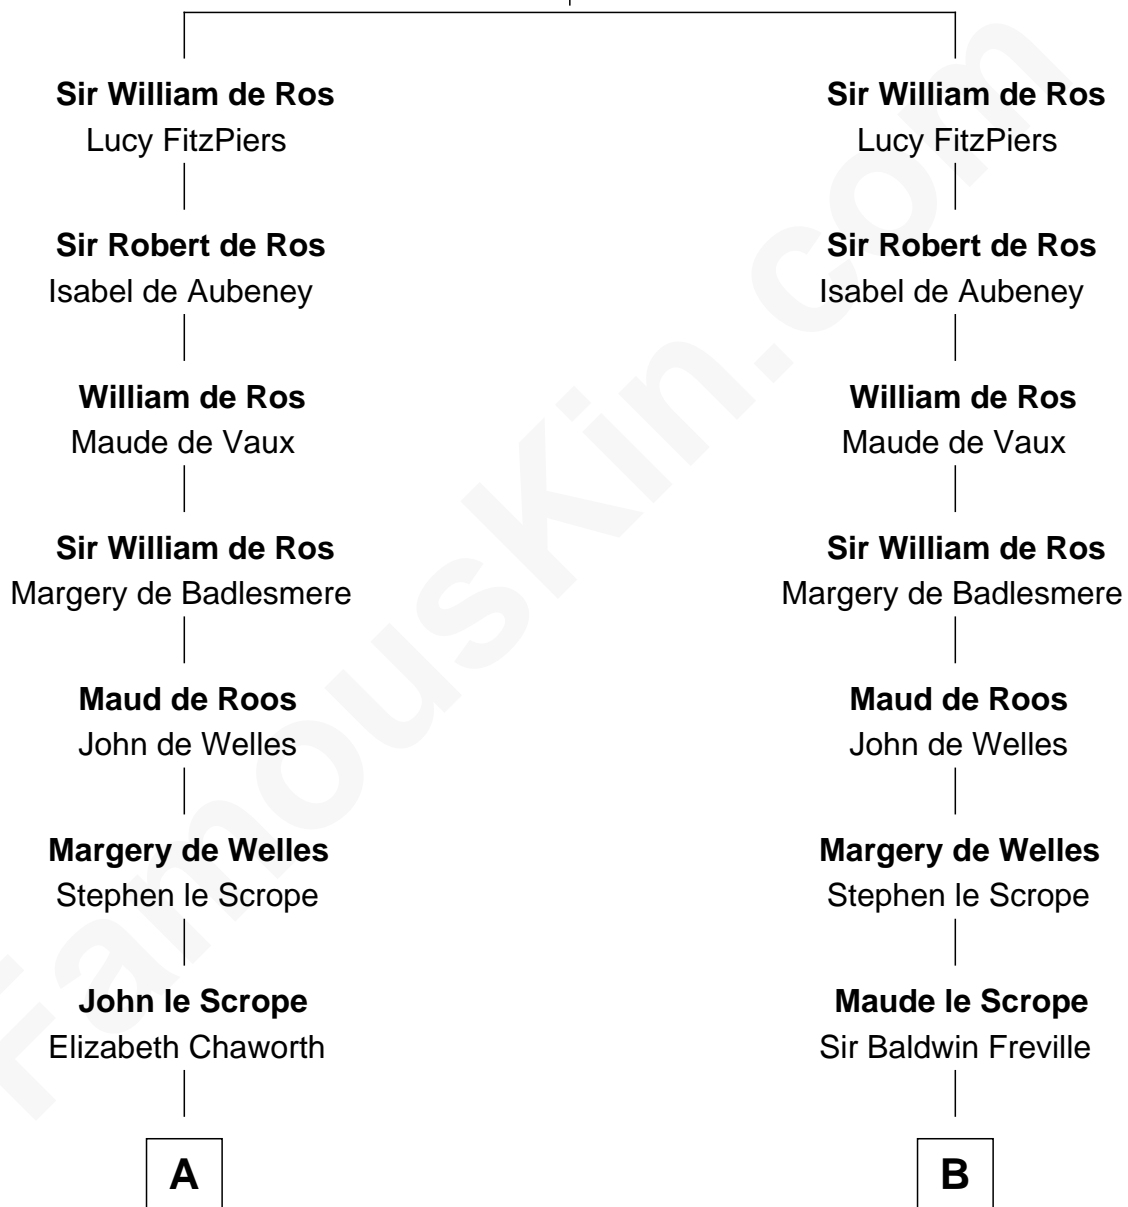 Sir William de Ros
Lucy FitzPiers
Sir Robert de Ros
Isabel de Aubeney
William de Ros
Maude de Vaux
Sir William de Ros
Margery de Badlesmere
Maud de Roos
John de Welles
Margery de Welles
Stephen le Scrope
John le Scrope
Elizabeth Chaworth
A
Sir William de Ros
Lucy FitzPiers
Sir Robert de Ros
Isabel de Aubeney
William de Ros
Maude de Vaux
Sir William de Ros
Margery de Badlesmere
Maud de Roos
John de Welles
Margery de Welles
Stephen le Scrope
Maude le Scrope
Sir Baldwin Freville
B
FamousKin.com